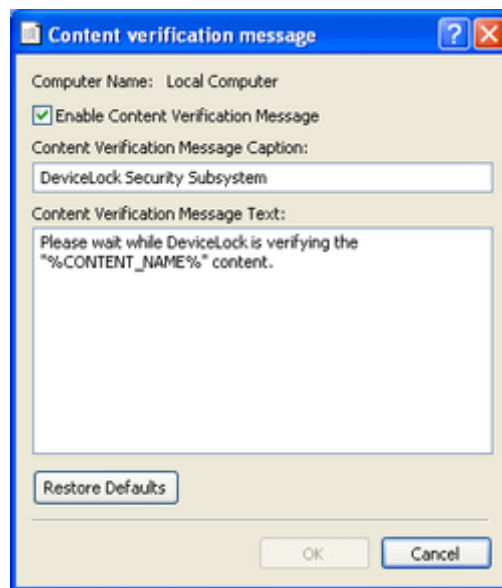 Content verification message
Computer Name: Local Computer
Enable Content Verification Message
Content Verification Message Caption:
DeviceLock Security Subsystem
Content Verification Message Text:
Please wait while DeviceLock is verifying the
"%CONTENT_NAME%" content.
Restore Defaults
OK Cancel